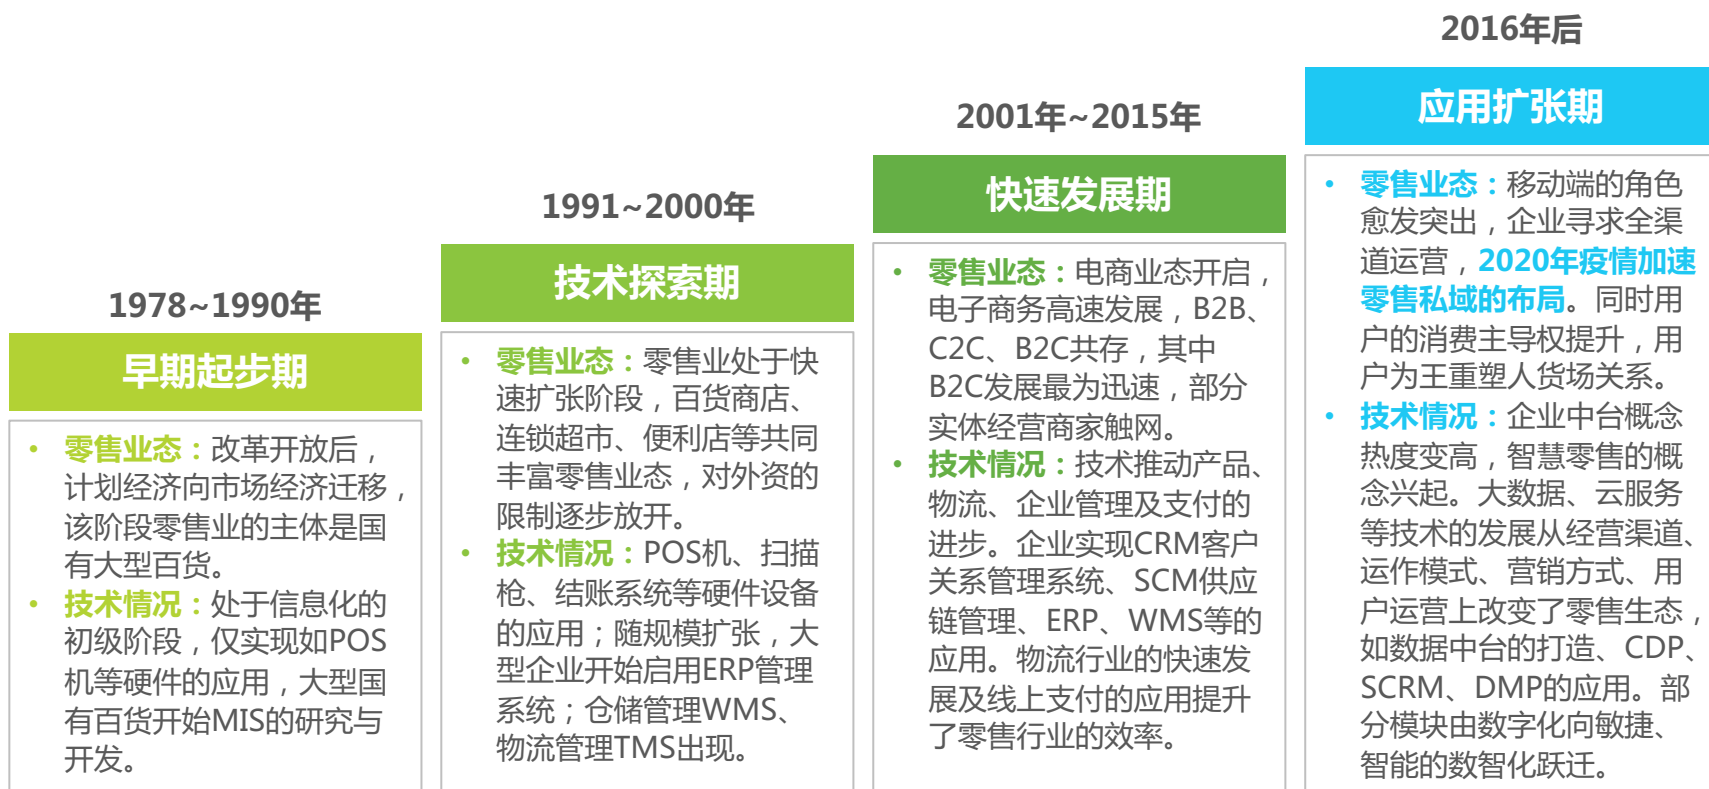 1978~1990年
早期起步期
• 零售业态：改革开放后，
计划经济向市场经济迁移，
该阶段零售业的主体是国
有大型百货。
• 技术情况：处于信息化的
初级阶段，仅实现如POS
机等硬件的应用，大型国
有百货开始MIS的研究与
开发。
1991~2000年
技术探索期
• 零售业态：零售业处于快
速扩张阶段，百货商店、
连锁超市、便利店等共同
丰富零售业态，对外资的
限制逐步放开。
• 技术情况：POS机、扫描
枪、结账系统等硬件设备
的应用；随规模扩张，大
型企业开始启用ERP管理
系统；仓储管理WMS、
物流管理TMS出现。
2001年~2015年
快速发展期
• 零售业态：电商业态开启，
电子商务高速发展，B2B、
C2C、B2C共存，其中
B2C发展最为迅速，部分
实体经营商家触网。
• 技术情况：技术推动产品、
物流、企业管理及支付的
进步。企业实现CRM客户
关系管理系统、SCM供应
链管理、ERP、WMS等的
应用。物流行业的快速发
展及线上支付的应用提升
了零售行业的效率。
2016年后
应用扩张期
• 零售业态：移动端的角色
愈发突出，企业寻求全渠
道运营，2020年疫情加速
零售私域的布局。同时用
户的消费主导权提升，用
户为王重塑人货场关系。
• 技术情况：企业中台概念
热度变高，智慧零售的概
念兴起。大数据、云服务
等技术的发展从经营渠道、
运作模式、营销方式、用
户运营上改变了零售生态，
如数据中台的打造、CDP、
SCRM、DMP的应用。部
分模块由数字化向敏捷、
智能的数智化跃迁。